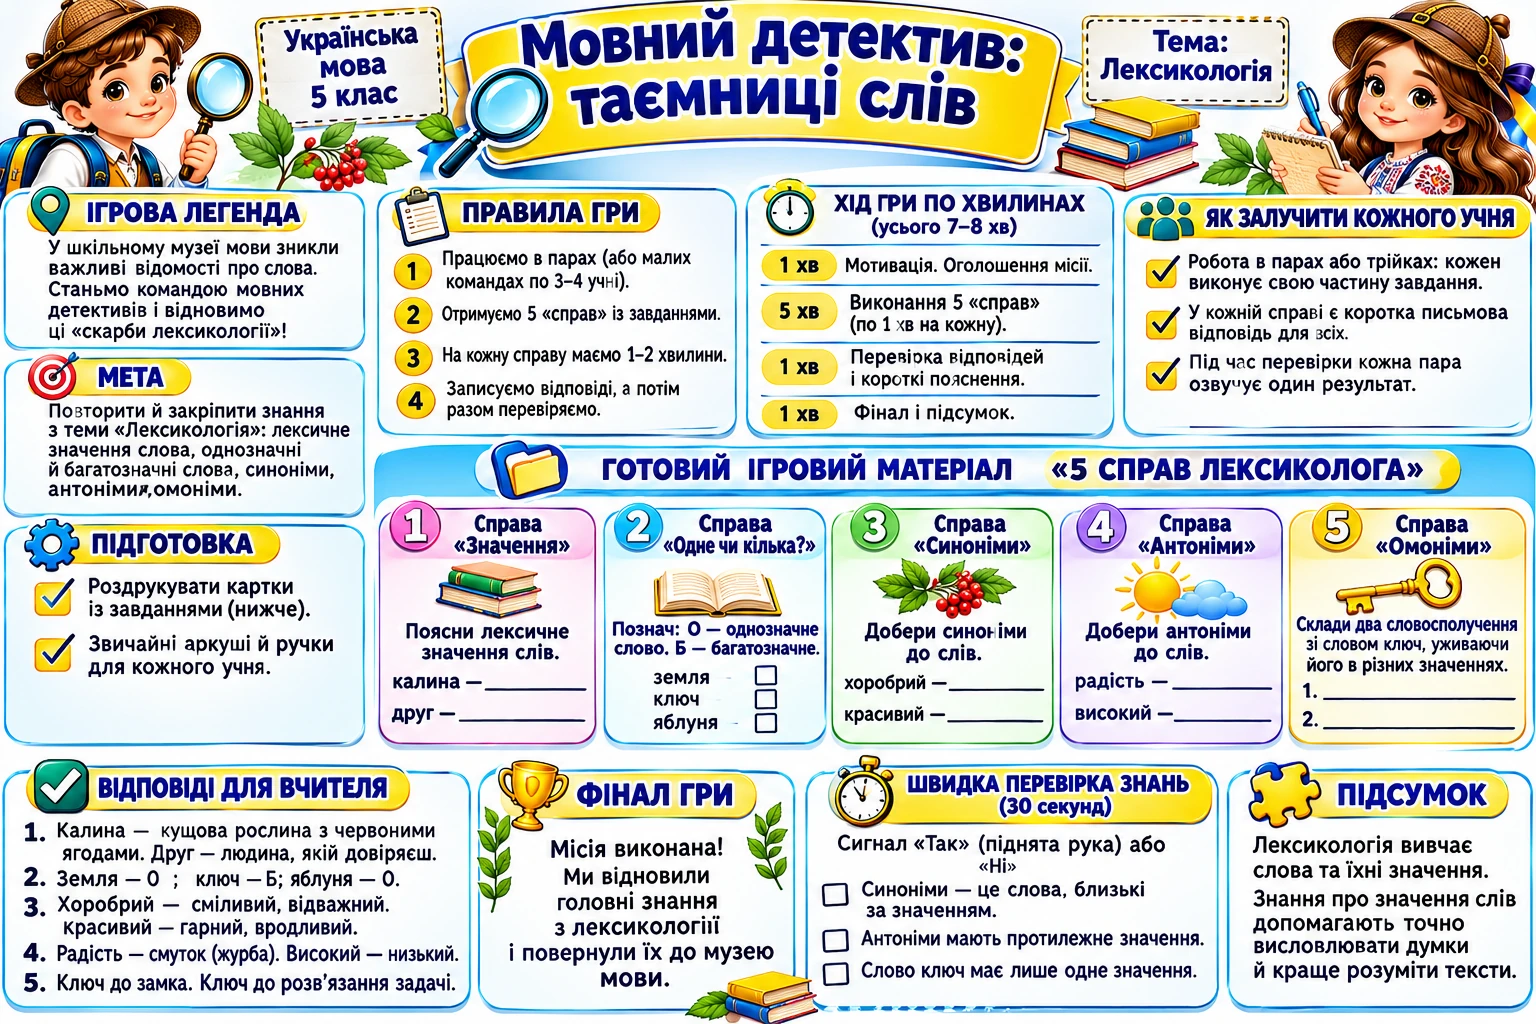 Українська
мова
5 клас
Мовний детектив:
таємниці слів
Тема:
Лексикологія
ІГРОВА ЛЕГЕНДА
У шкільному музеї мови зникли
важливі відомості про слова.
Станьмо командою мовних
детективів і відновимо
ці «скарби лексикології»!
МЕТА
Повторити й закріпити знання
з теми «Лексикологія»: лексичне
значення слова, однозначні
й багатозначні слова, синоніми,
антоніми, омоніми.
ПІДГОТОВКА
Роздрукувати картки
із завданнями (нижче).
Звичайні аркуші й ручки
для кожного учня.
ПРАВИЛА ГРИ
1 Працюємо в парах (або малих
командах по 3–4 учні).
2 Отримуємо 5 «справ» із завданнями.
3 На кожну справу маємо 1–2 хвилини.
4 Записуємо відповіді, а потім
разом перевіряємо.
ХІД ГРИ ПО ХВИЛИНАХ
(усього 7–8 хв)
1 хв Мотивація. Оголошення місії.
5 хв Виконання 5 «справ»
(по 1 хв на кожну).
1 хв Перевірка відповідей
і короткі пояснення.
1 хв Фінал і підсумок.
ЯК ЗАЛУЧИТИ КОЖНОГО УЧНЯ
Робота в парах або трійках: кожен
виконує свою частину завдання.
У кожній справі є коротка письмова
відповідь для всіх.
Під час перевірки кожна пара
озвучує один результат.
ГОТОВИЙ ІГРОВИЙ МАТЕРІАЛ «5 СПРАВ ЛЕКСИКОЛОГА»
1 Справа
«Значення»
Поясни лексичне
значення слів.
калина — ________
друг — ________
2 Справа
«Одне чи кілька?»
Познач: О — однозначне
слово. Б — багатозначне.
земля
ключ
яблуня
3 Справа
«Синоніми»
Добери синоніми
до слів.
хоробрий — ________
красивий — ________
4 Справа
«Антоніми»
Добери антоніми
до слів.
радість — ________
високий — ________
5 Справа
«Омоніми»
Склади два словосполучення
зі словом ключ, уживаючи
його в різних значеннях.
1. ________
2. ________
ВІДПОВІДІ ДЛЯ ВЧИТЕЛЯ
1. Калина — кущова рослина з червоними
ягодами. Друг — людина, якій довіряєш.
2. Земля — О ; ключ — Б; яблуня — О.
3. Хоробрий — сміливий, відважний.
Красивий — гарний, вродливий.
4. Радість — смуток (журба). Високий — низький.
5. Ключ до замка. Ключ до розв'язання задачі.
ФІНАЛ ГРИ
Місія виконана!
Ми відновили
головні знання
з лексикологіїї
і повернули їх до музею
мови.
ШВИДКА ПЕРЕВІРКА ЗНАНЬ
(30 секунд)
Сигнал «Так» (піднята рука) або
«Ні»
Синоніми — це слова, близькі
за значенням.
Антоніми мають протилежне значення.
Слово ключ має лише одне значення.
ПІДСУМОК
Лексикологія вивчає
слова та їхні значення.
Знання про значення слів
допомагають точно
висловлювати думки
й краще розуміти тексти.